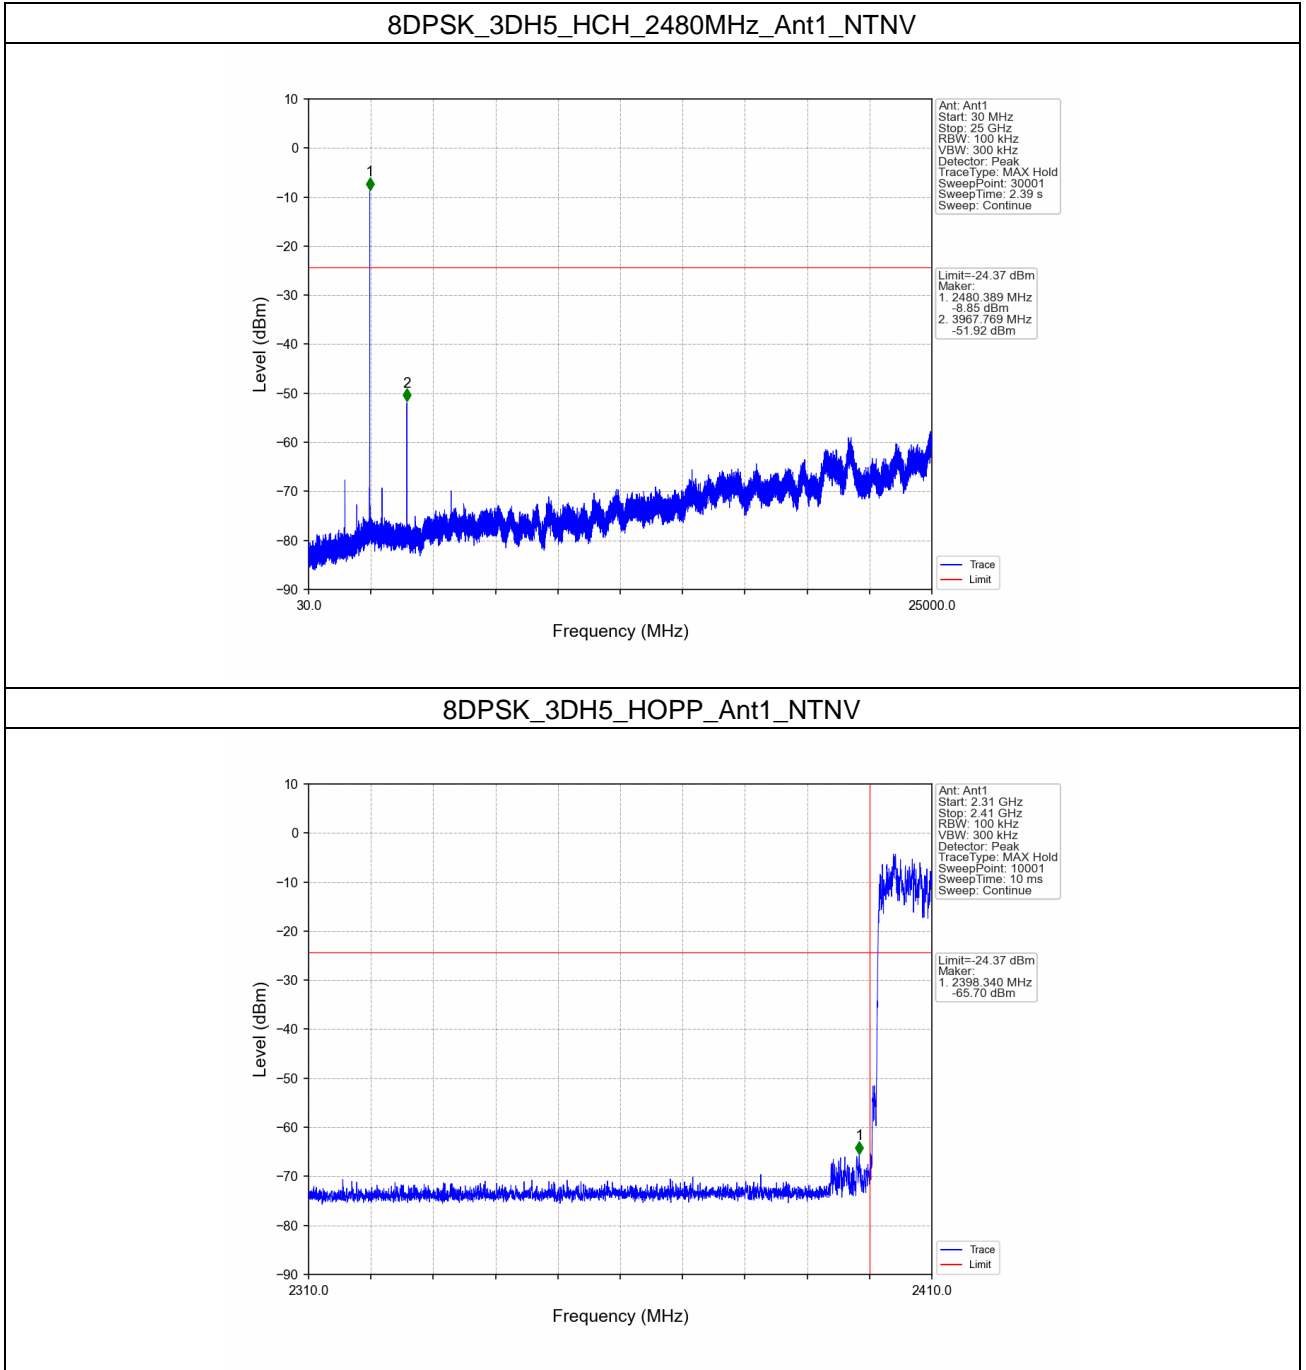 8DPSK_3DH5_HCH_2480MHz_Ant1_NTNV
10
0
−10
−20
−30
−40
−50
−60
−70
−80
−90
Level (dBm)
1
2
30.0
25000.0
Frequency (MHz)
Ant: Ant1
Start: 30 MHz
Stop: 25 GHz
RBW: 100 kHz
VBW: 300 kHz
Detector: Peak
TraceType: MAX Hold
SweepPoint: 30001
SweepTime: 2.39 s
Sweep: Continue
Limit=-24.37 dBm
Maker:
1. 2480.389 MHz
-8.85 dBm
2. 3967.769 MHz
-51.92 dBm
Trace
Limit
8DPSK_3DH5_HOPP_Ant1_NTNV
10
0
−10
−20
−30
−40
−50
−60
−70
−80
−90
Level (dBm)
1
2310.0
2410.0
Frequency (MHz)
Ant: Ant1
Start: 2.31 GHz
Stop: 2.41 GHz
RBW: 100 kHz
VBW: 300 kHz
Detector: Peak
TraceType: MAX Hold
SweepPoint: 10001
SweepTime: 10 ms
Sweep: Continue
Limit=-24.37 dBm
Maker:
1. 2398.340 MHz
-65.70 dBm
Trace
Limit